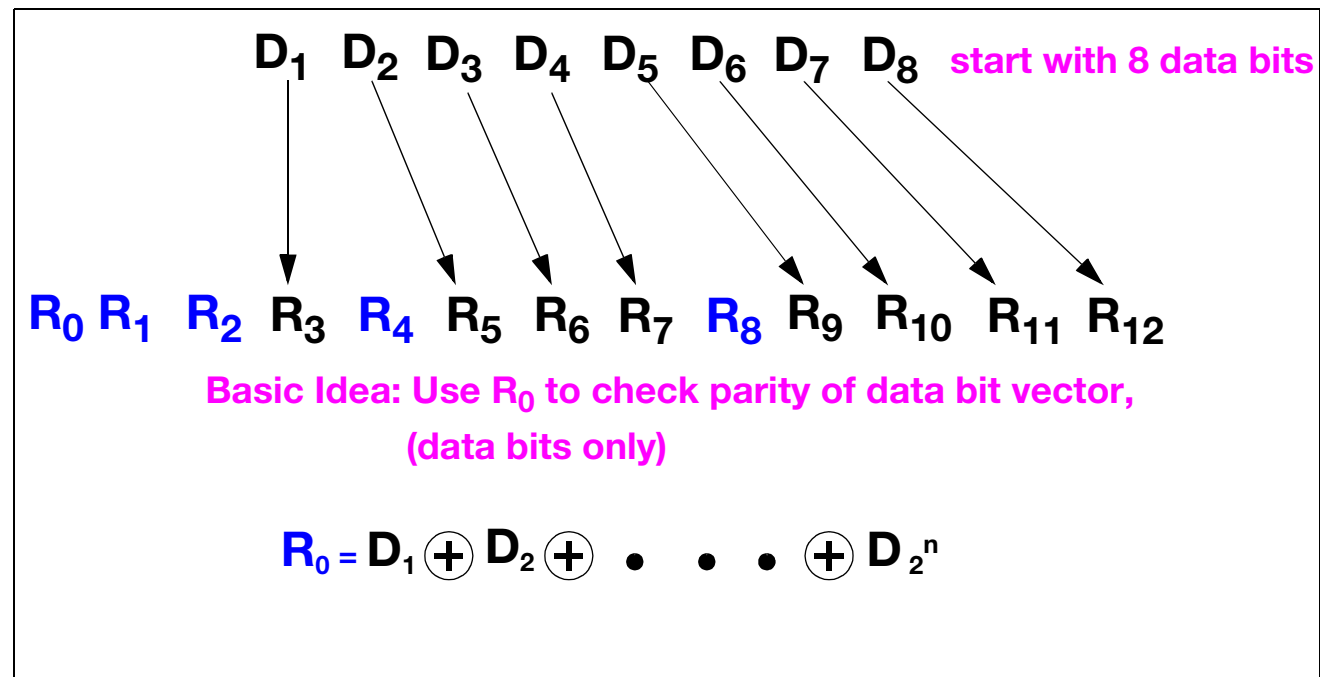 D₁ D₂ D₃ D₄ D₅ D₆ D₇ D₈ start with 8 data bits
R₀ R₁ R₂ R₃ R₄ R₅ R₆ R₇ R₈ R₉ R₁₀ R₁₁ R₁₂
Basic Idea: Use R₀ to check parity of data bit vector,
(data bits only)
R₀ = D₁ ⊕ D₂ ⊕ • • • ⊕ D₂ⁿ